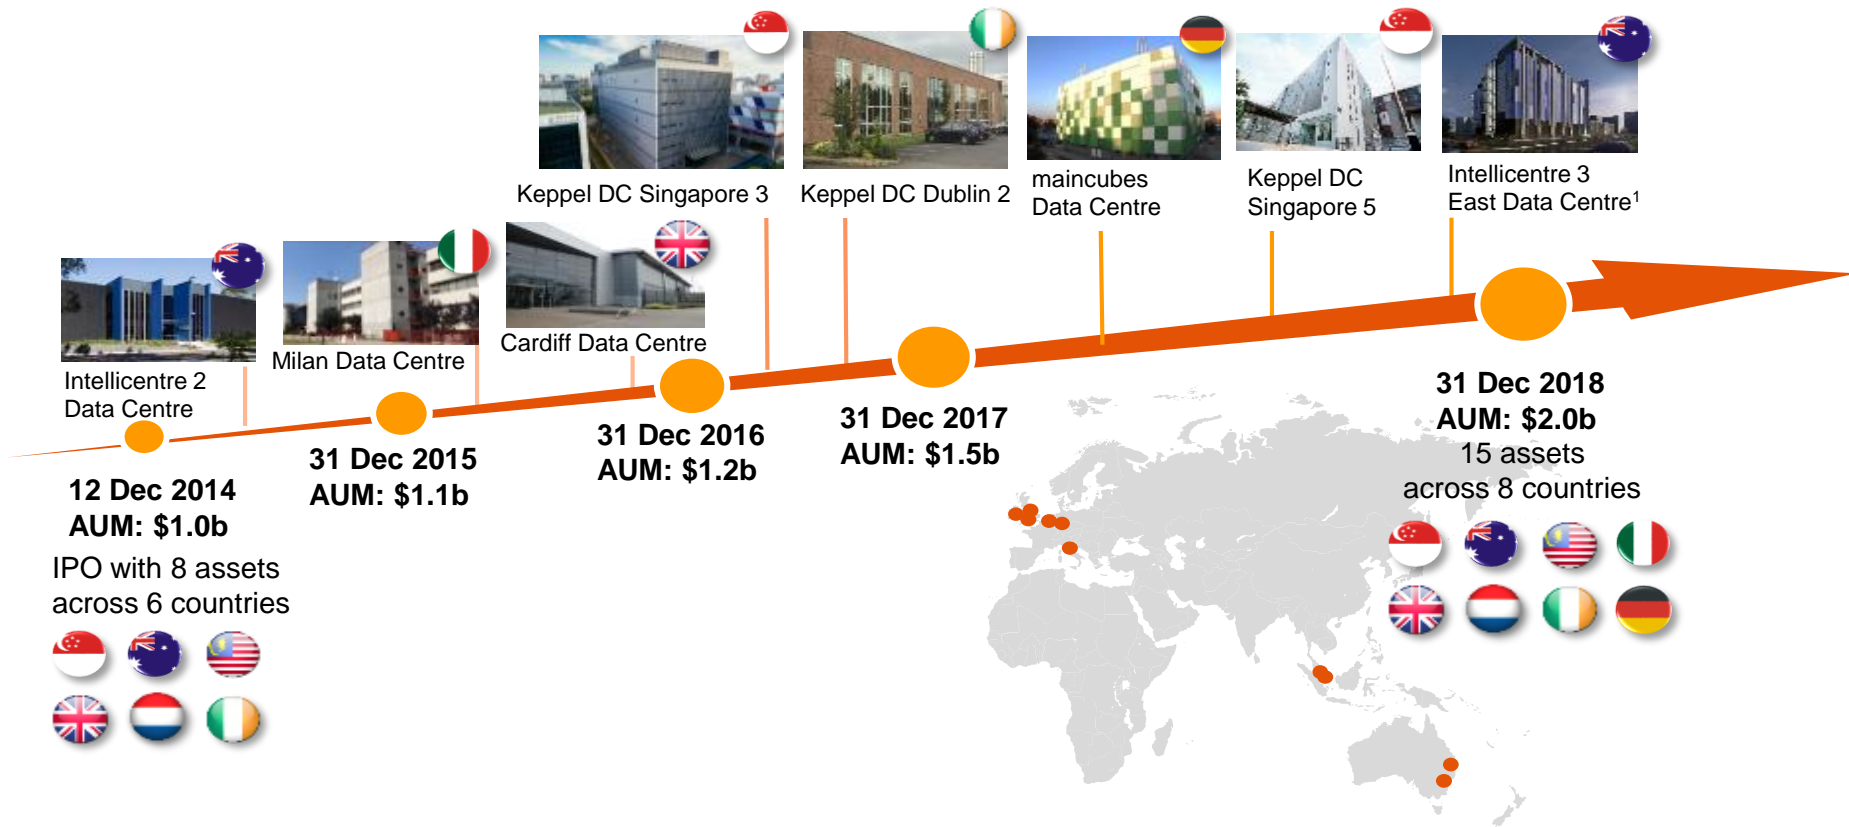 Keppel DC Singapore 3
Keppel DC Dublin 2
maincubes
Data Centre
Keppel DC
Singapore 5
Intellicentre 3
East Data Centre¹
Intellicentre 2
Data Centre
Milan Data Centre
Cardiff Data Centre
12 Dec 2014
AUM: $1.0b
IPO with 8 assets
across 6 countries
31 Dec 2015
AUM: $1.1b
31 Dec 2016
AUM: $1.2b
31 Dec 2017
AUM: $1.5b
31 Dec 2018
AUM: $2.0b
15 assets
across 8 countries